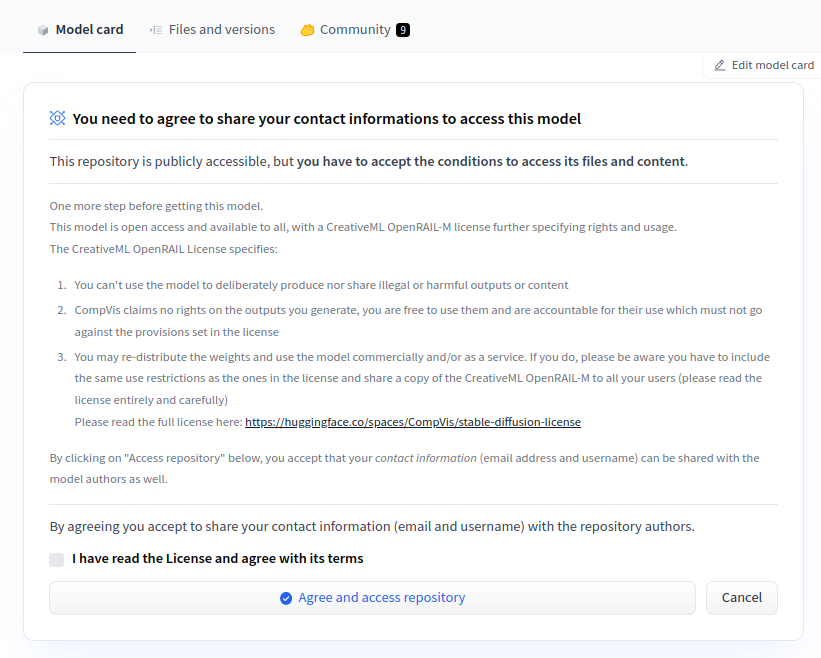 Model card
Files and versions
Community 9
Edit model card
You need to agree to share your contact informations to access this model
This repository is publicly accessible, but you have to accept the conditions to access its files and content.
One more step before getting this model.
This model is open access and available to all, with a CreativeML OpenRAIL-M license further specifying rights and usage.
The CreativeML OpenRAIL License specifies:
1. You can't use the model to deliberately produce nor share illegal or harmful outputs or content
2. CompVis claims no rights on the outputs you generate, you are free to use them and are accountable for their use which must not go
against the provisions set in the license
3. You may re-distribute the weights and use the model commercially and/or as a service. If you do, please be aware you have to include
the same use restrictions as the ones in the license and share a copy of the CreativeML OpenRAIL-M to all your users (please read the
license entirely and carefully)
Please read the full license here: https://huggingface.co/spaces/CompVis/stable-diffusion-license
By clicking on "Access repository" below, you accept that your contact information (email address and username) can be shared with the
model authors as well.
By agreeing you accept to share your contact information (email and username) with the repository authors.
I have read the License and agree with its terms
Agree and access repository
Cancel